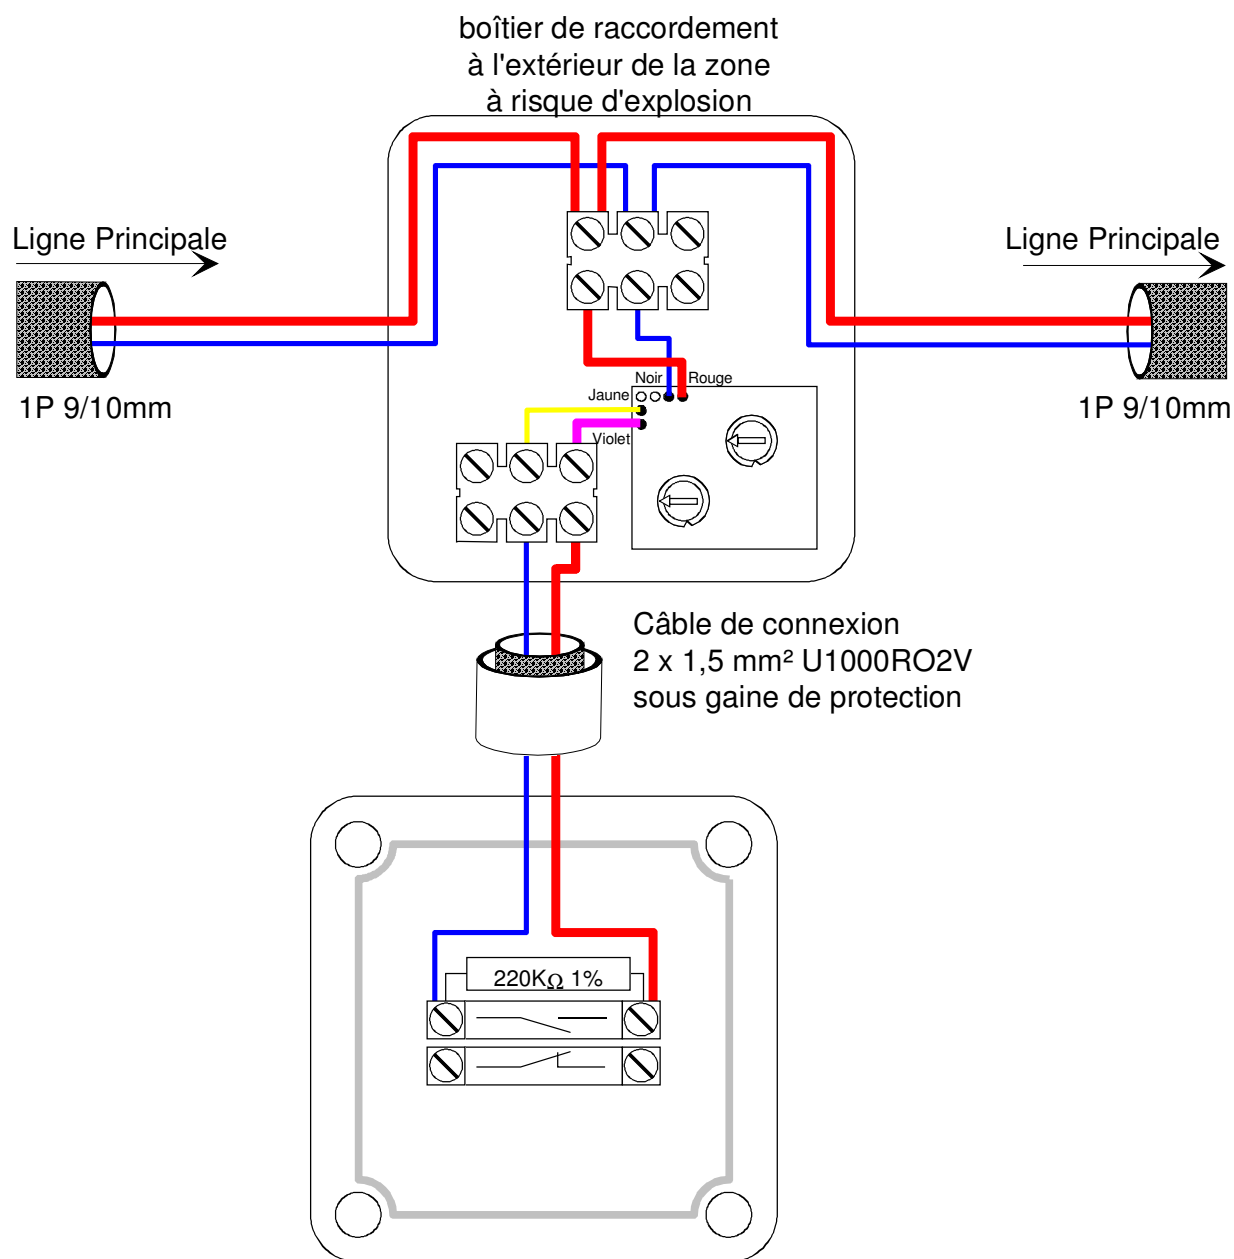 boîtier de raccordement
à l'extérieur de la zone
à risque d'explosion
Ligne Principale
Ligne Principale
1P 9/10mm
1P 9/10mm
Noir
Rouge
Jaune
Violet
Câble de connexion
2 x 1,5 mm² U1000RO2V
sous gaine de protection
220KΩ 1%